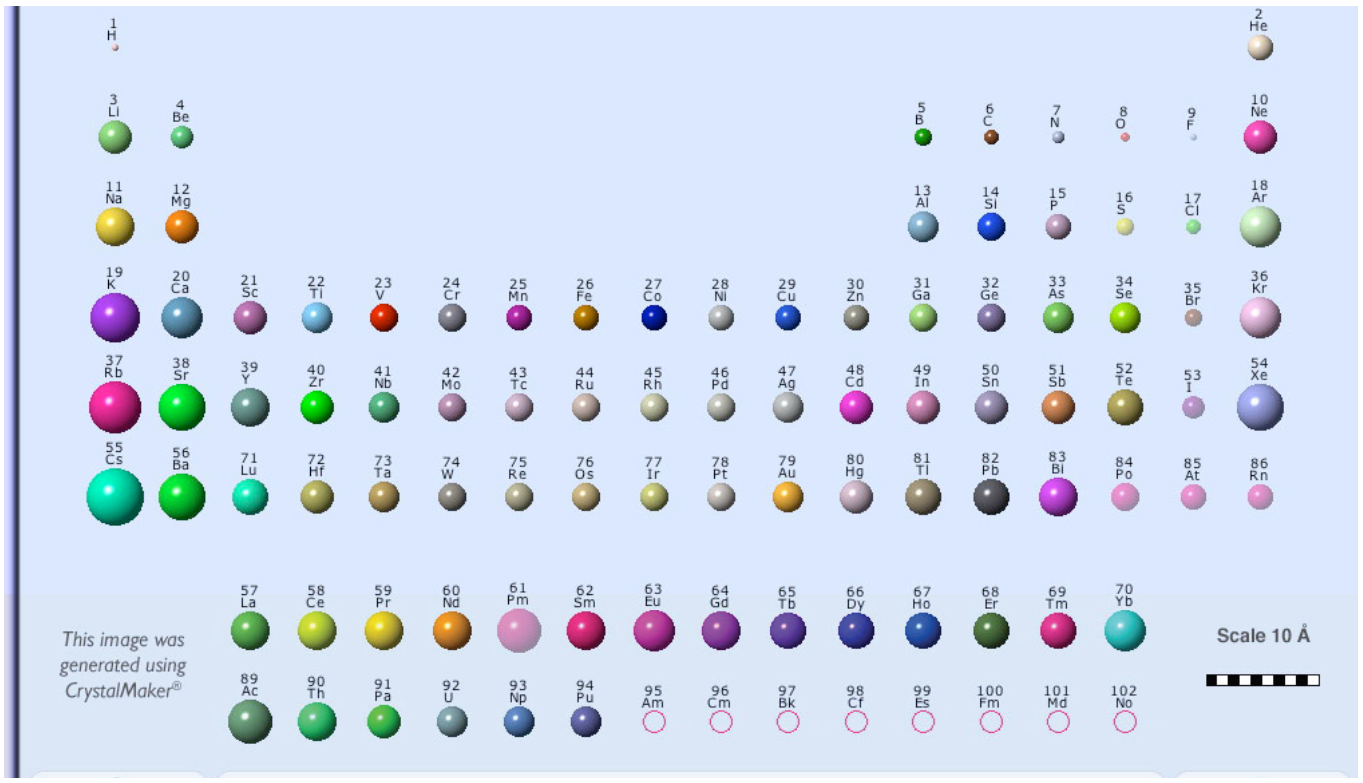 1 2
H He
3 4 5 6 7 8 9 10
Li Be B C N O F Ne
11 12 13 14 15 16 17 18
Na Mg Al Si P S Cl Ar
19 20 21 22 23 24 25 26 27 28 29 30 31 32 33 34 35 36
K Ca Sc Ti V Cr Mn Fe Co Ni Cu Zn Ga Ge As Se Br Kr
37 38 39 40 41 42 43 44 45 46 47 48 49 50 51 52 53 54
Rb Sr Y Zr Nb Mo Tc Ru Rh Pd Ag Cd In Sn Sb Te I Xe
55 56 71 72 73 74 75 76 77 78 79 80 81 82 83 84 85 86
Cs Ba Lu Hf Ta W Re Os Ir Pt Au Hg Tl Pb Bi Po At Rn
57 58 59 60 61 62 63 64 65 66 67 68 69 70
La Ce Pr Nd Pm Sm Eu Gd Tb Dy Ho Er Tm Yb
This image was
generated using
CrystalMaker®
Scale 10 Å
89 90 91 92 93 94 95 96 97 98 99 100 101 102
Ac Th Pa U Np Pu Am Cm Bk Cf Es Fm Md No